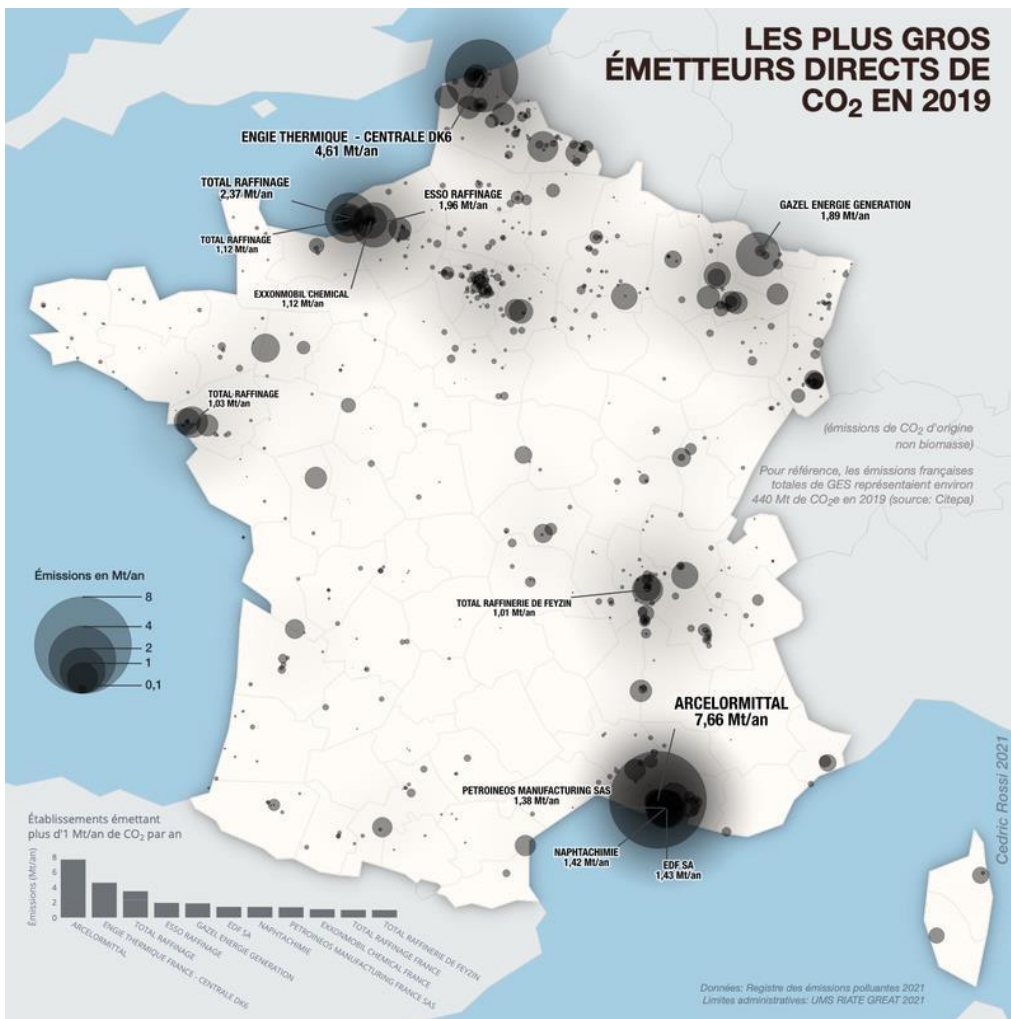 LES PLUS GROS
ÉMETTEURS DIRECTS DE
CO₂ EN 2019
ENGIE THERMIQUE - CENTRALE DK6
4,61 Mt/an
TOTAL RAFFINAGE
2,37 Mt/an
ESSO RAFFINAGE
1,96 Mt/an
GAZEL ENERGIE GENERATION
1,89 Mt/an
TOTAL RAFFINAGE
1,12 Mt/an
EXXONMOBIL CHEMICAL
1,12 Mt/an
TOTAL RAFFINAGE
1,03 Mt/an
(émissions de CO₂ d'origine
non biomasse)
Pour référence, les émissions françaises
totales de GES représentaient environ
440 Mt de CO₂e en 2019 (source: Citepa)
Émissions en Mt/an
8
4
2
1
0,1
TOTAL RAFFINERIE DE FEYZIN
1,01 Mt/an
ARCELORMITTAL
7,66 Mt/an
PETROINEOS MANUFACTURING SAS
1,38 Mt/an
NAPHTACHIMIE
1,42 Mt/an
EDF SA
1,43 Mt/an
Cedric Rossi 2021
Établissements émettant
plus d'1 Mt/an de CO₂ par an
Émissions (Mt/an)
8
6
4
2
0
ARCELORMITTAL
ENGIE THERMIQUE FRANCE - CENTRALE DK6
TOTAL RAFFINAGE
ESSO RAFFINAGE
GAZEL ENERGIE GENERATION
EDF SA
NAPHTACHIMIE
PETROINEOS MANUFACTURING FRANCE SAS
EXXONMOBIL CHEMICAL FRANCE
TOTAL RAFFINAGE FRANCE
TOTAL RAFFINERIE DE FEYZIN
Données: Registre des émissions polluantes 2021
Limites administratives: UMS RIATE GREAT 2021